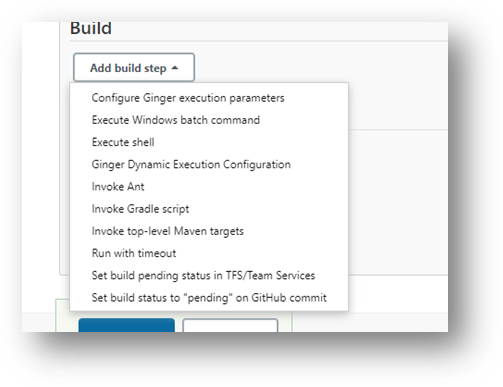 Build
Add build step
Configure Ginger execution parameters
Execute Windows batch command
Execute shell
Ginger Dynamic Execution Configuration
Invoke Ant
Invoke Gradle script
Invoke top-level Maven targets
Run with timeout
Set build pending status in TFS/Team Services
Set build status to "pending" on GitHub commit